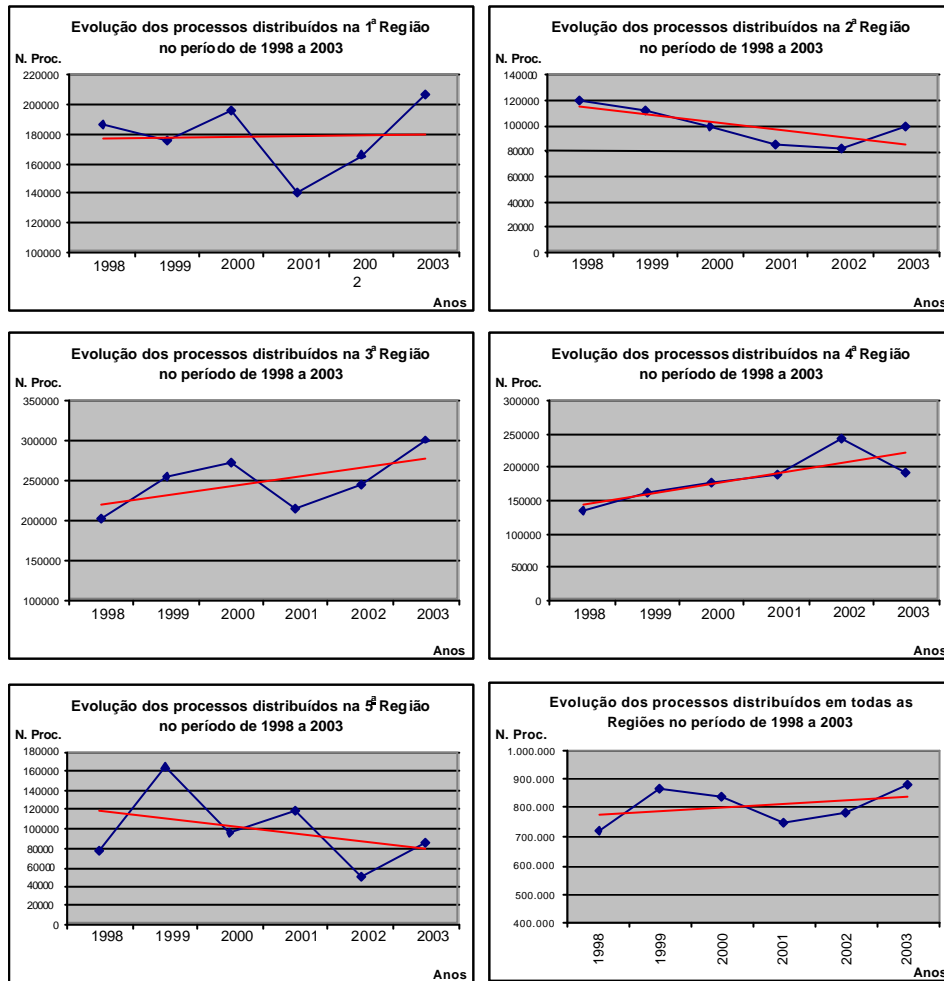 Evolução dos processos distribuídos na 1ª Região
no período de 1998 a 2003
N. Proc.
220000
200000
180000
160000
140000
120000
100000
1998 1999 2000 2001 200 2003
2
Anos
Evolução dos processos distribuídos na 2ª Região
no período de 1998 a 2003
N. Proc.
140000
120000
100000
80000
60000
40000
20000
0
1998 1999 2000 2001 2002 2003
Anos
Evolução dos processos distribuídos na 3ª Região
no período de 1998 a 2003
N. Proc.
350000
300000
250000
200000
150000
100000
1998 1999 2000 2001 2002 2003
Anos
Evolução dos processos distribuídos na 4ª Região
no período de 1998 a 2003
N. Proc.
300000
250000
200000
150000
100000
50000
0
1998 1999 2000 2001 2002 2003
Anos
Evolução dos processos distribuídos na 5ª Região
no período de 1998 a 2003
N. Proc.
180000
160000
140000
120000
100000
80000
60000
40000
20000
0
1998 1999 2000 2001 2002 2003
Anos
Evolução dos processos distribuídos em todas as
Regiões no período de 1998 a 2003
N. Proc.
1.000.000
900.000
800.000
700.000
600.000
500.000
400.000
1998 1999 2000 2001 2002 2003
Anos